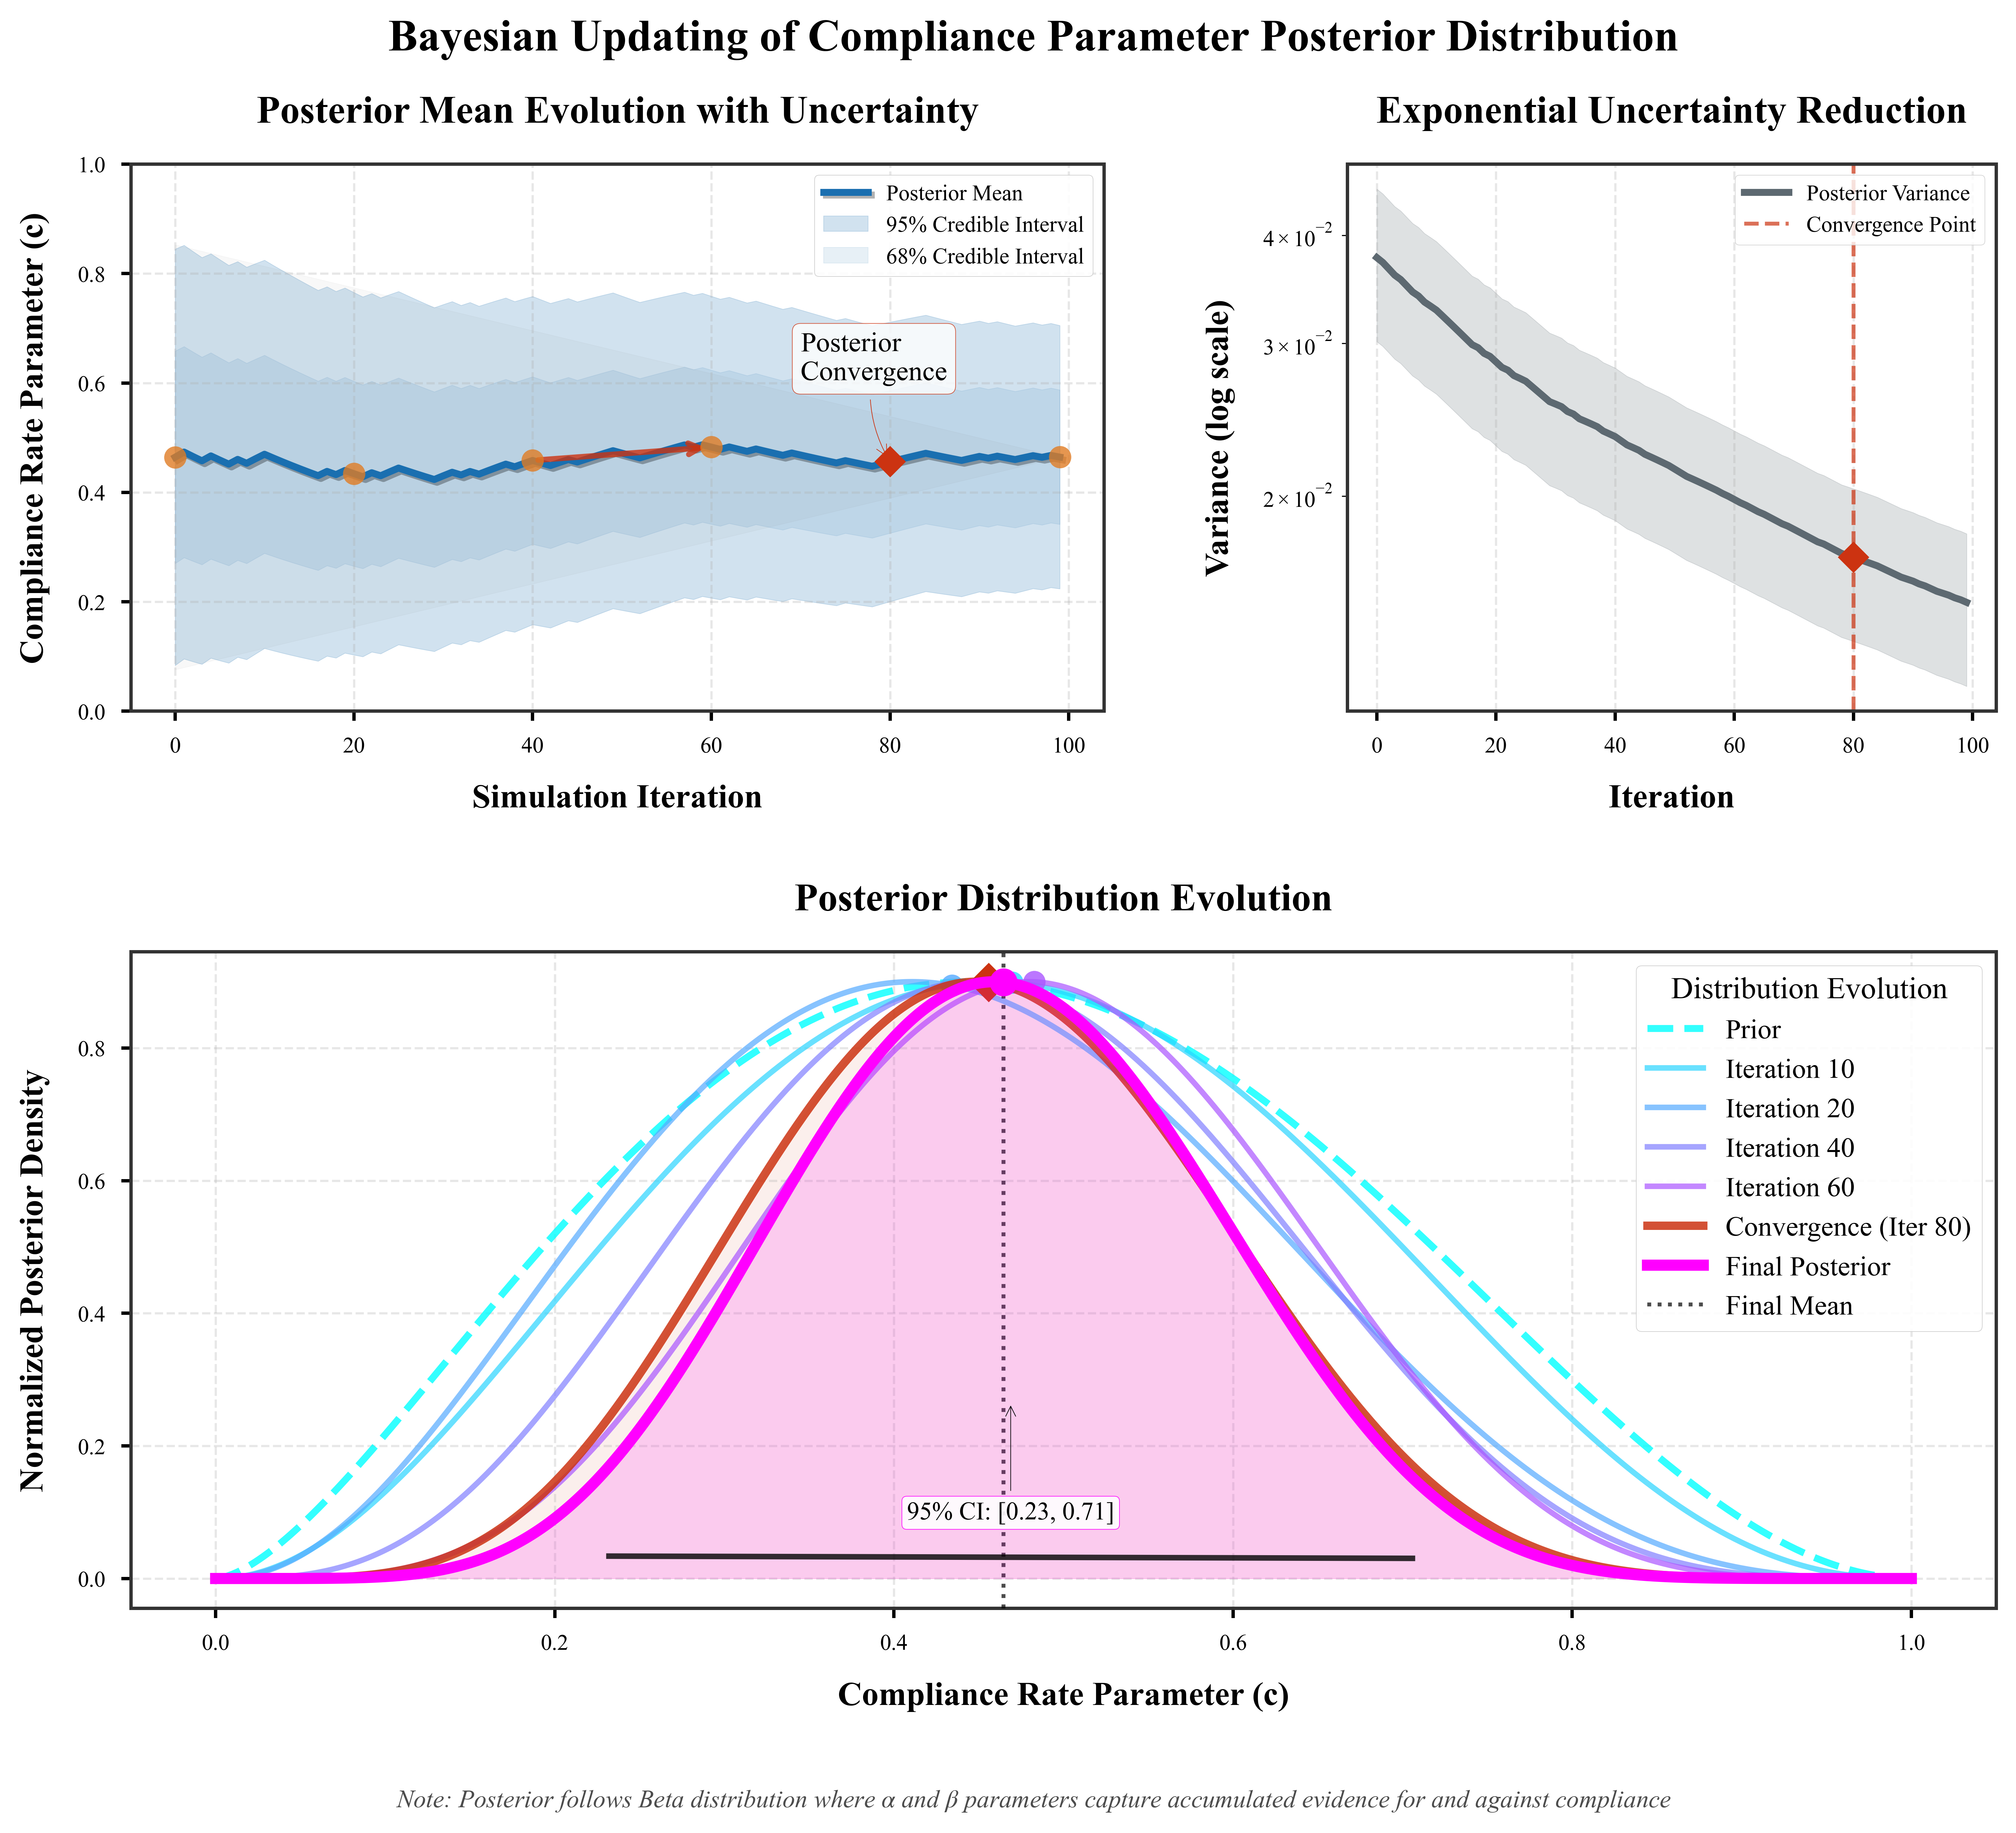 Bayesian Updating of Compliance Parameter Posterior Distribution
Posterior Mean Evolution with Uncertainty
Compliance Rate Parameter (c)
1.0
0.8
0.6
0.4
0.2
0.0
Posterior Mean
95% Credible Interval
68% Credible Interval
Posterior
Convergence
0 20 40 60 80 100
Simulation Iteration
Exponential Uncertainty Reduction
Variance (log scale)
4×10⁻²
3×10⁻²
2×10⁻²
Posterior Variance
Convergence Point
0 20 40 60 80 100
Iteration
Posterior Distribution Evolution
Normalized Posterior Density
0.8
0.6
0.4
0.2
0.0
Distribution Evolution
Prior
Iteration 10
Iteration 20
Iteration 40
Iteration 60
Convergence (Iter 80)
Final Posterior
Final Mean
95% CI: [0.23, 0.71]
0.0 0.2 0.4 0.6 0.8 1.0
Compliance Rate Parameter (c)
Note: Posterior follows Beta distribution where α and β parameters capture accumulated evidence for and against compliance